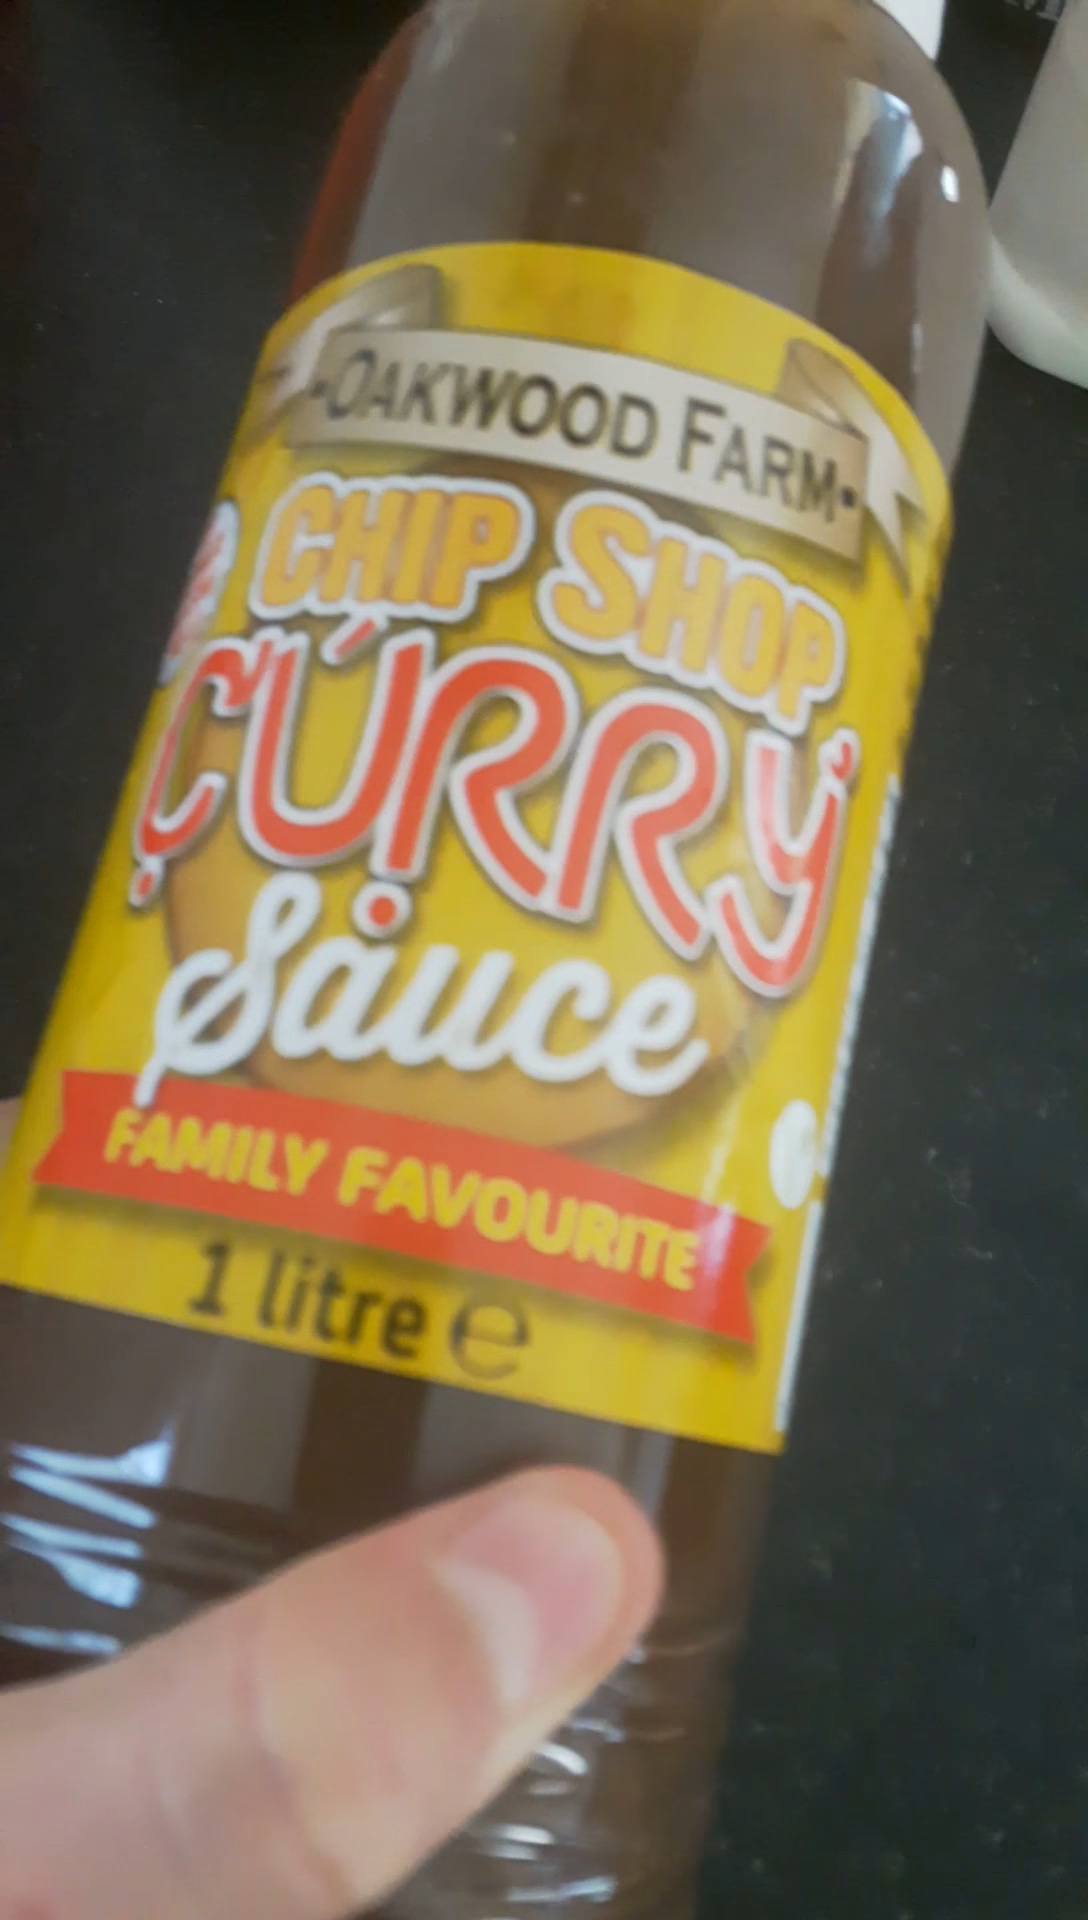 •OAKWOOD FARM•
CHIP SHOP
CURRY
Sauce
FAMILY FAVOURITE
1 litre ℮